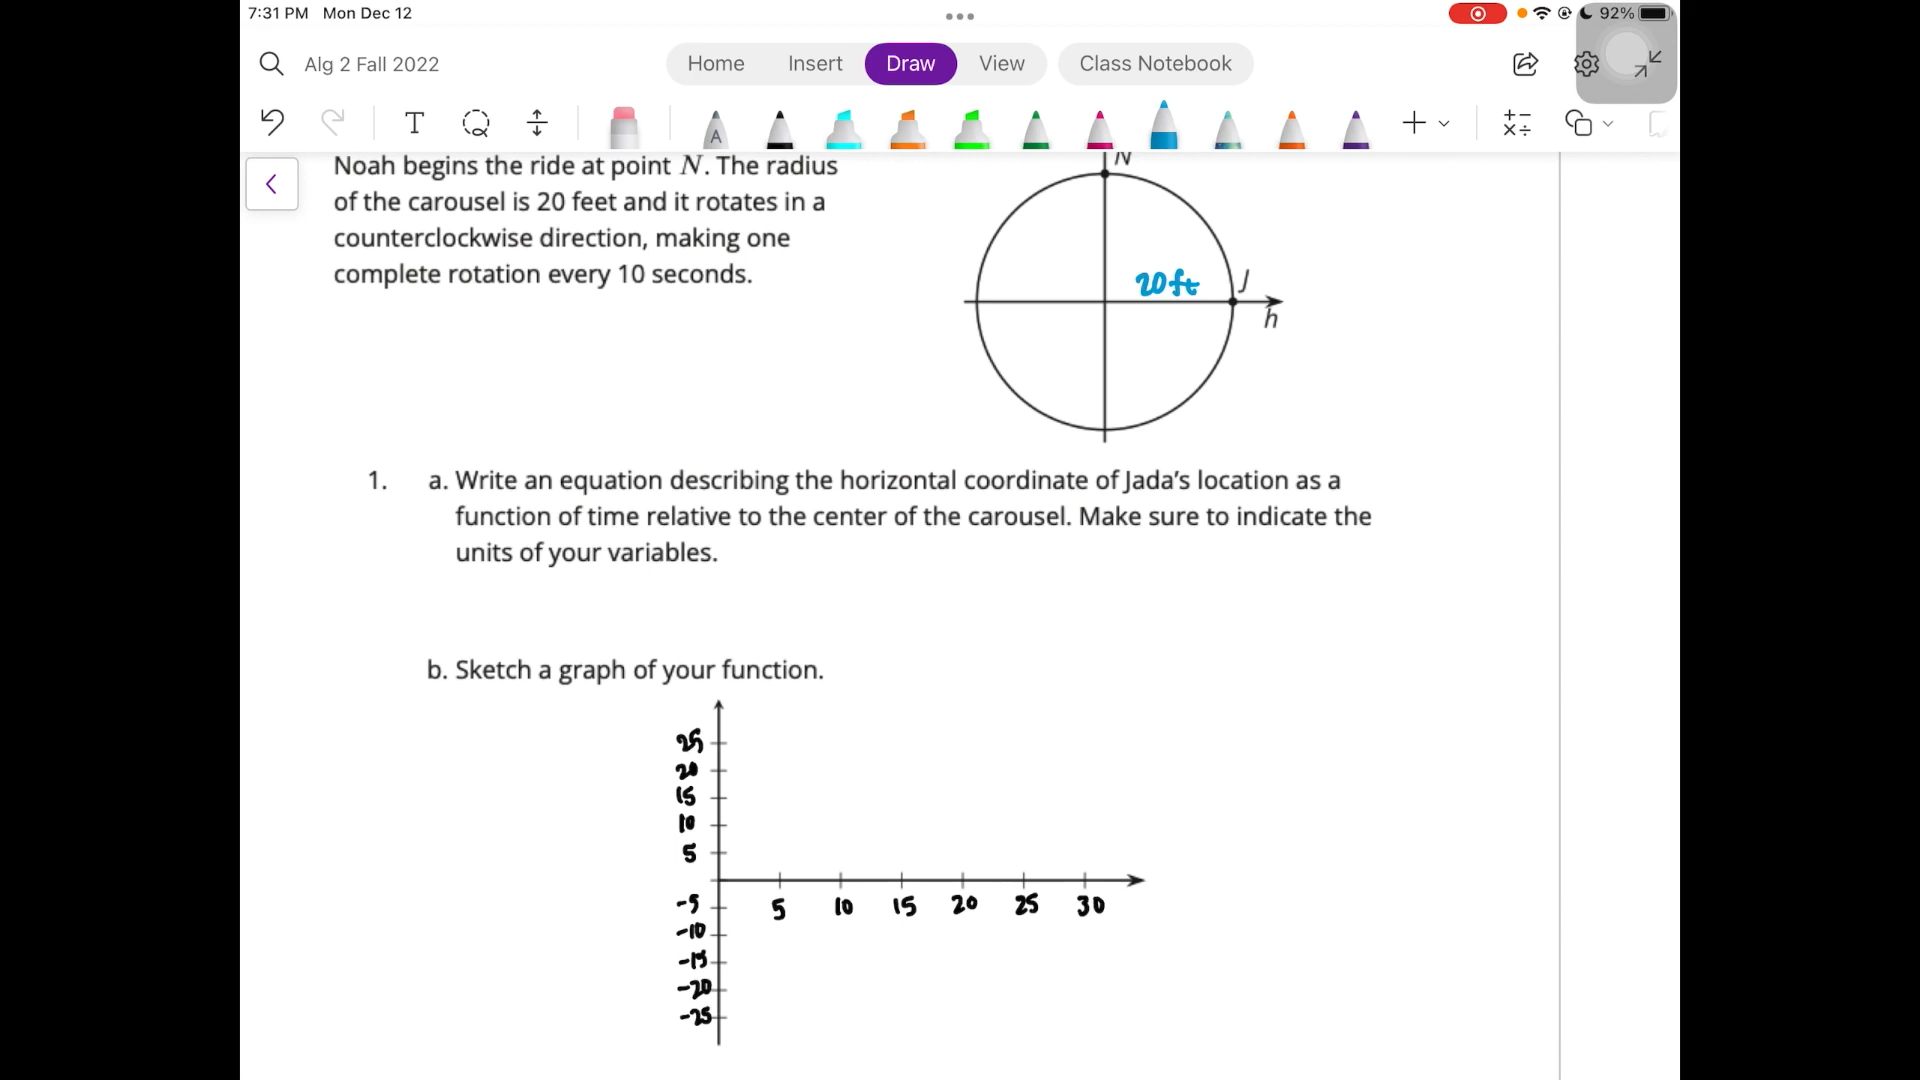 7:31 PM Mon Dec 12
92%
Alg 2 Fall 2022
Home Insert Draw View Class Notebook
T
A
Noah begins the ride at point N. The radius
of the carousel is 20 feet and it rotates in a
counterclockwise direction, making one
complete rotation every 10 seconds.
N
20ft
J
h
1. a. Write an equation describing the horizontal coordinate of Jada's location as a
function of time relative to the center of the carousel. Make sure to indicate the
units of your variables.
b. Sketch a graph of your function.
25
20
15
10
5
-5
5 10 15 20 25 30
-10
-15
-20
-25